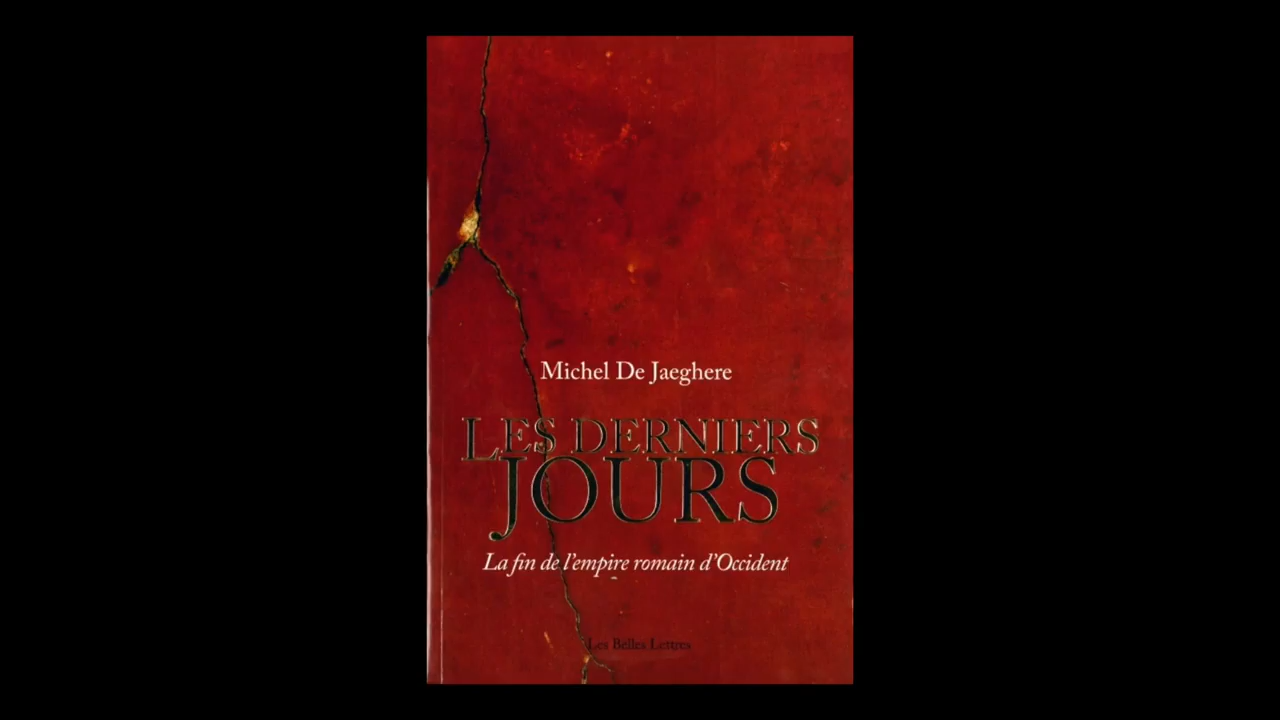 Michel De Jaeghere
LES DERNIERS
JOURS
La fin de l'empire romain d'Occident
Les Belles Lettres